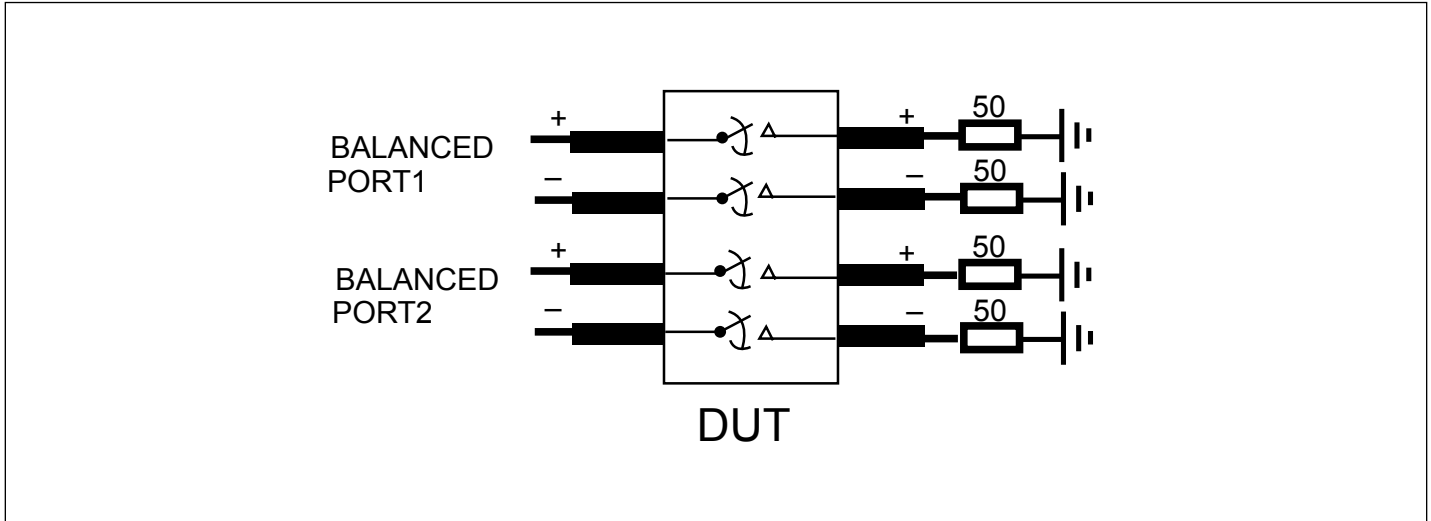 + + 50
BALANCED
PORT1
− − 50
+ + 50
BALANCED
PORT2
− − 50
DUT